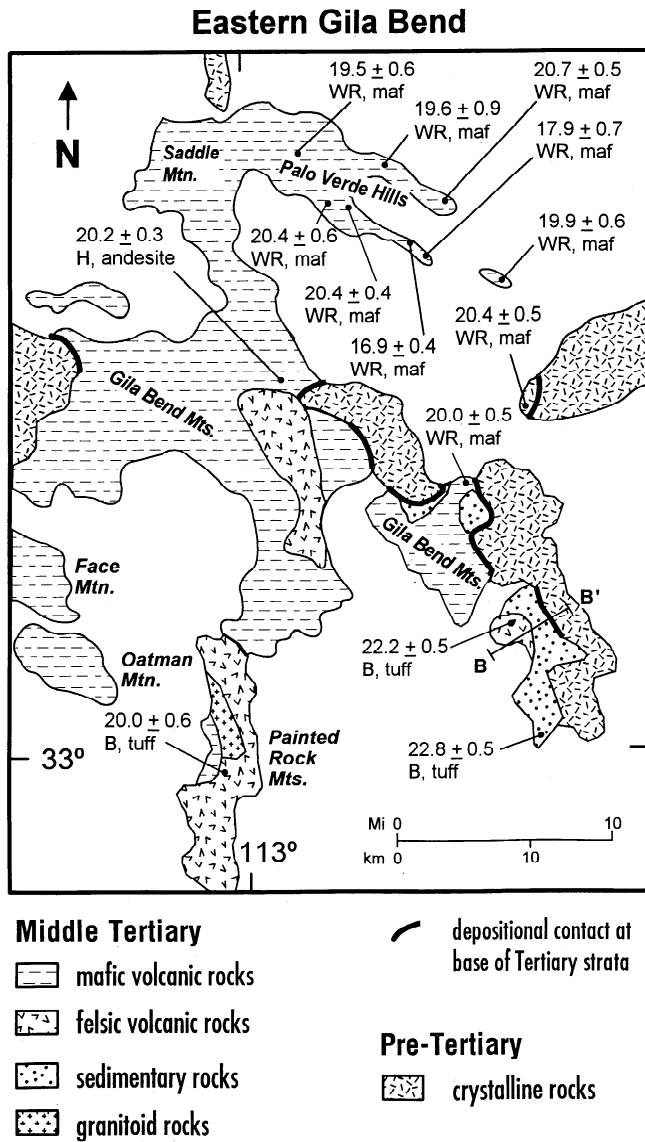 Eastern Gila Bend
N
19.5 ± 0.6
WR, maf
20.7 ± 0.5
WR, maf
19.6 ± 0.9
WR, maf
17.9 ± 0.7
WR, maf
Saddle
Mtn.
Palo Verde Hills
19.9 ± 0.6
WR, maf
20.2 ± 0.3
H, andesite
20.4 ± 0.6
WR, maf
20.4 ± 0.4
WR, maf
20.4 ± 0.5
WR, maf
16.9 ± 0.4
WR, maf
Gila Bend Mts.
20.0 ± 0.5
WR, maf
Gila Bend Mts.
Face
Mtn.
B'
22.2 ± 0.5
B, tuff
B
Oatman
Mtn.
20.0 ± 0.6
B, tuff
Painted
Rock
Mts.
22.8 ± 0.5
B, tuff
33º
Mi 0 10
km 0 10
113º
Middle Tertiary
mafic volcanic rocks
felsic volcanic rocks
sedimentary rocks
granitoid rocks
depositional contact at
base of Tertiary strata
Pre-Tertiary
crystalline rocks